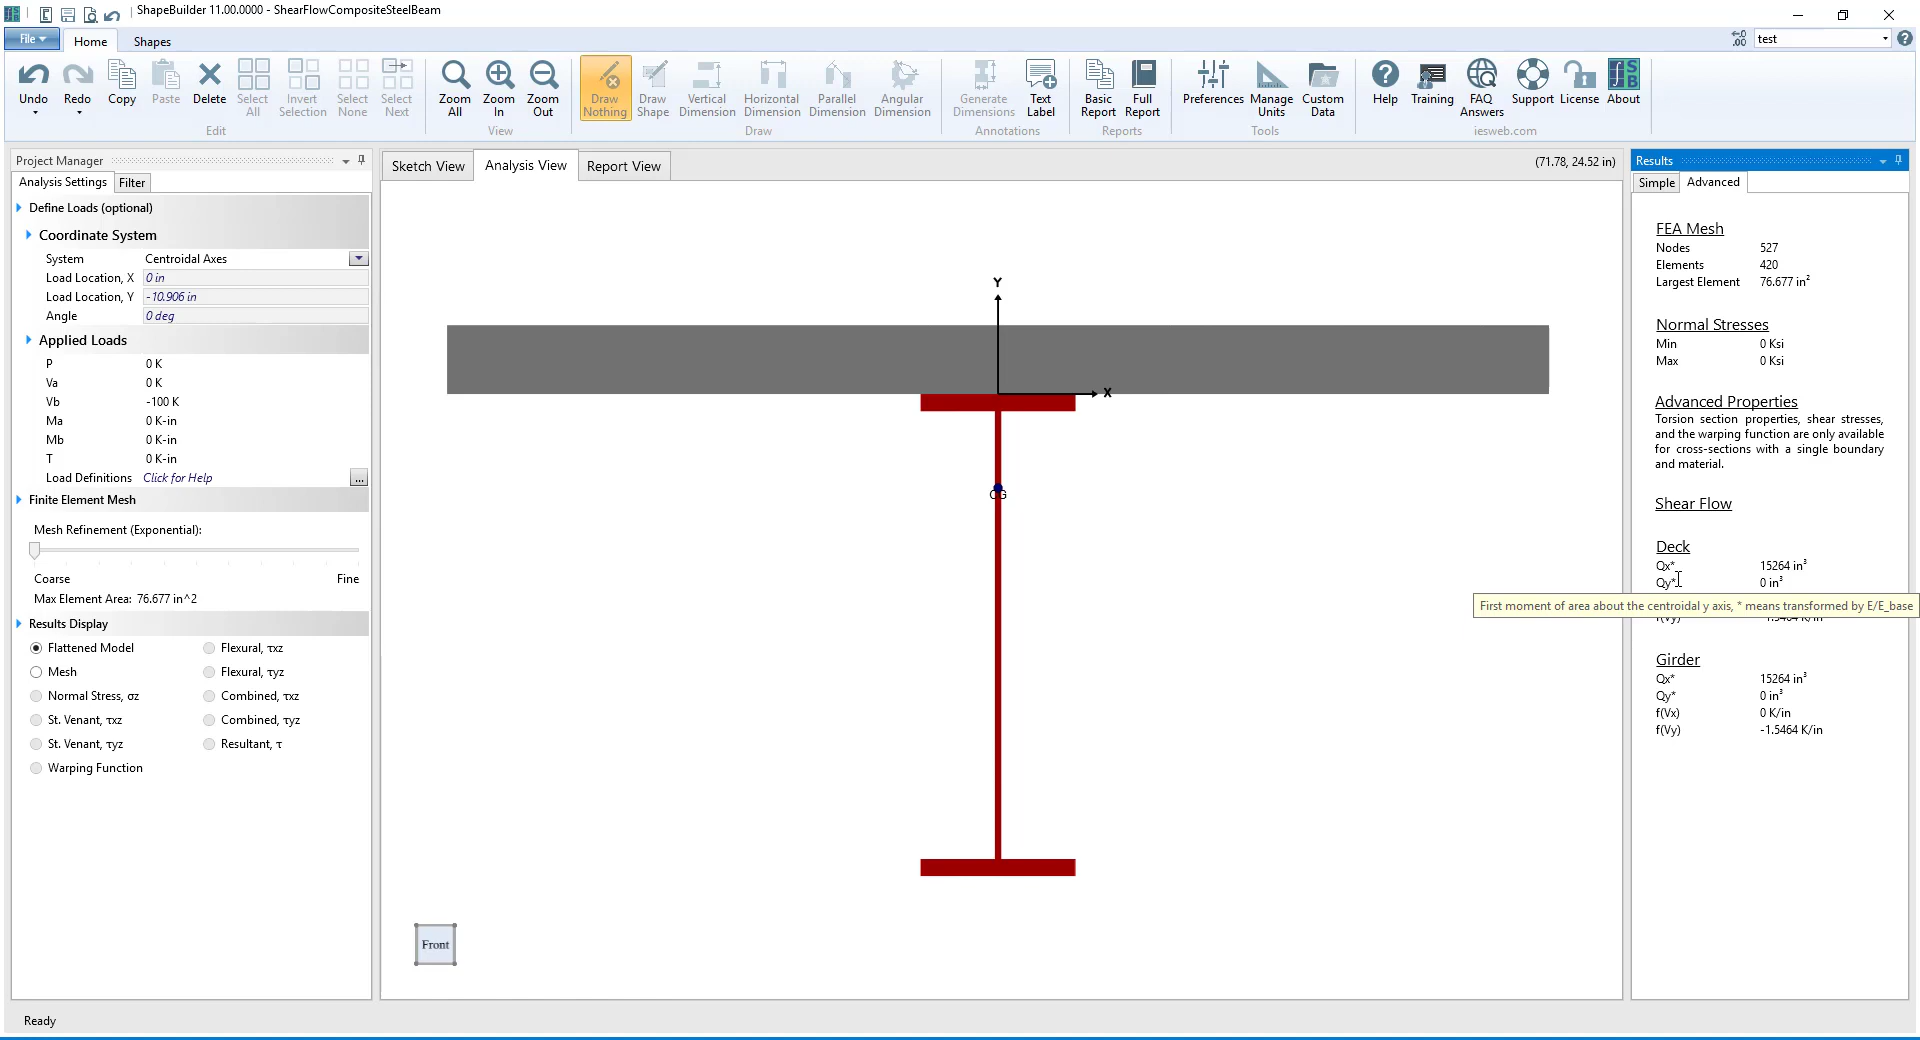 ShapeBuilder 11.00.0000 - ShearFlowCompositeSteelBeam
File Home Shapes
test
Undo Redo Copy Paste Delete Select All Invert Selection Select None Select Next
Edit
Zoom All Zoom In Zoom Out
View
Draw Nothing Draw Shape Vertical Dimension Horizontal Dimension Parallel Dimension Angular Dimension
Draw
Generate Dimensions Text Label
Annotations
Basic Report Full Report
Reports
Preferences Manage Units Custom Data
Tools
Help Training FAQ Answers Support License About
iesweb.com
Project Manager
Analysis Settings Filter
Define Loads (optional)
Coordinate System
System Centroidal Axes
Load Location, X 0 in
Load Location, Y -10.906 in
Angle 0 deg
Applied Loads
P 0 K
Va 0 K
Vb -100 K
Ma 0 K-in
Mb 0 K-in
T 0 K-in
Load Definitions Click for Help ...
Finite Element Mesh
Mesh Refinement (Exponential):
Coarse Fine
Max Element Area: 76.677 in^2
Results Display
Flattened Model Flexural, τxz
Mesh Flexural, τyz
Normal Stress, σz Combined, τxz
St. Venant, τxz Combined, τyz
St. Venant, τyz Resultant, τ
Warping Function
Sketch View Analysis View Report View
(71.78, 24.52 in)
Y
X
CG
Front
Results
Simple Advanced
FEA Mesh
Nodes 527
Elements 420
Largest Element 76.677 in²
Normal Stresses
Min 0 Ksi
Max 0 Ksi
Advanced Properties
Torsion section properties, shear stresses,
and the warping function are only available
for cross-sections with a single boundary
and material.
Shear Flow
Deck
Qx* 15264 in³
Qy* 0 in³
First moment of area about the centroidal y axis, * means transformed by E/E_base
f(Vy) -1.5464 K/in
Girder
Qx* 15264 in³
Qy* 0 in³
f(Vx) 0 K/in
f(Vy) -1.5464 K/in
Ready